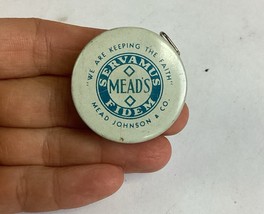 "WE ARE KEEPING THE FAITH"
SERVAMUS
MEAD'S
FIDEM
MEAD JOHNSON & CO.